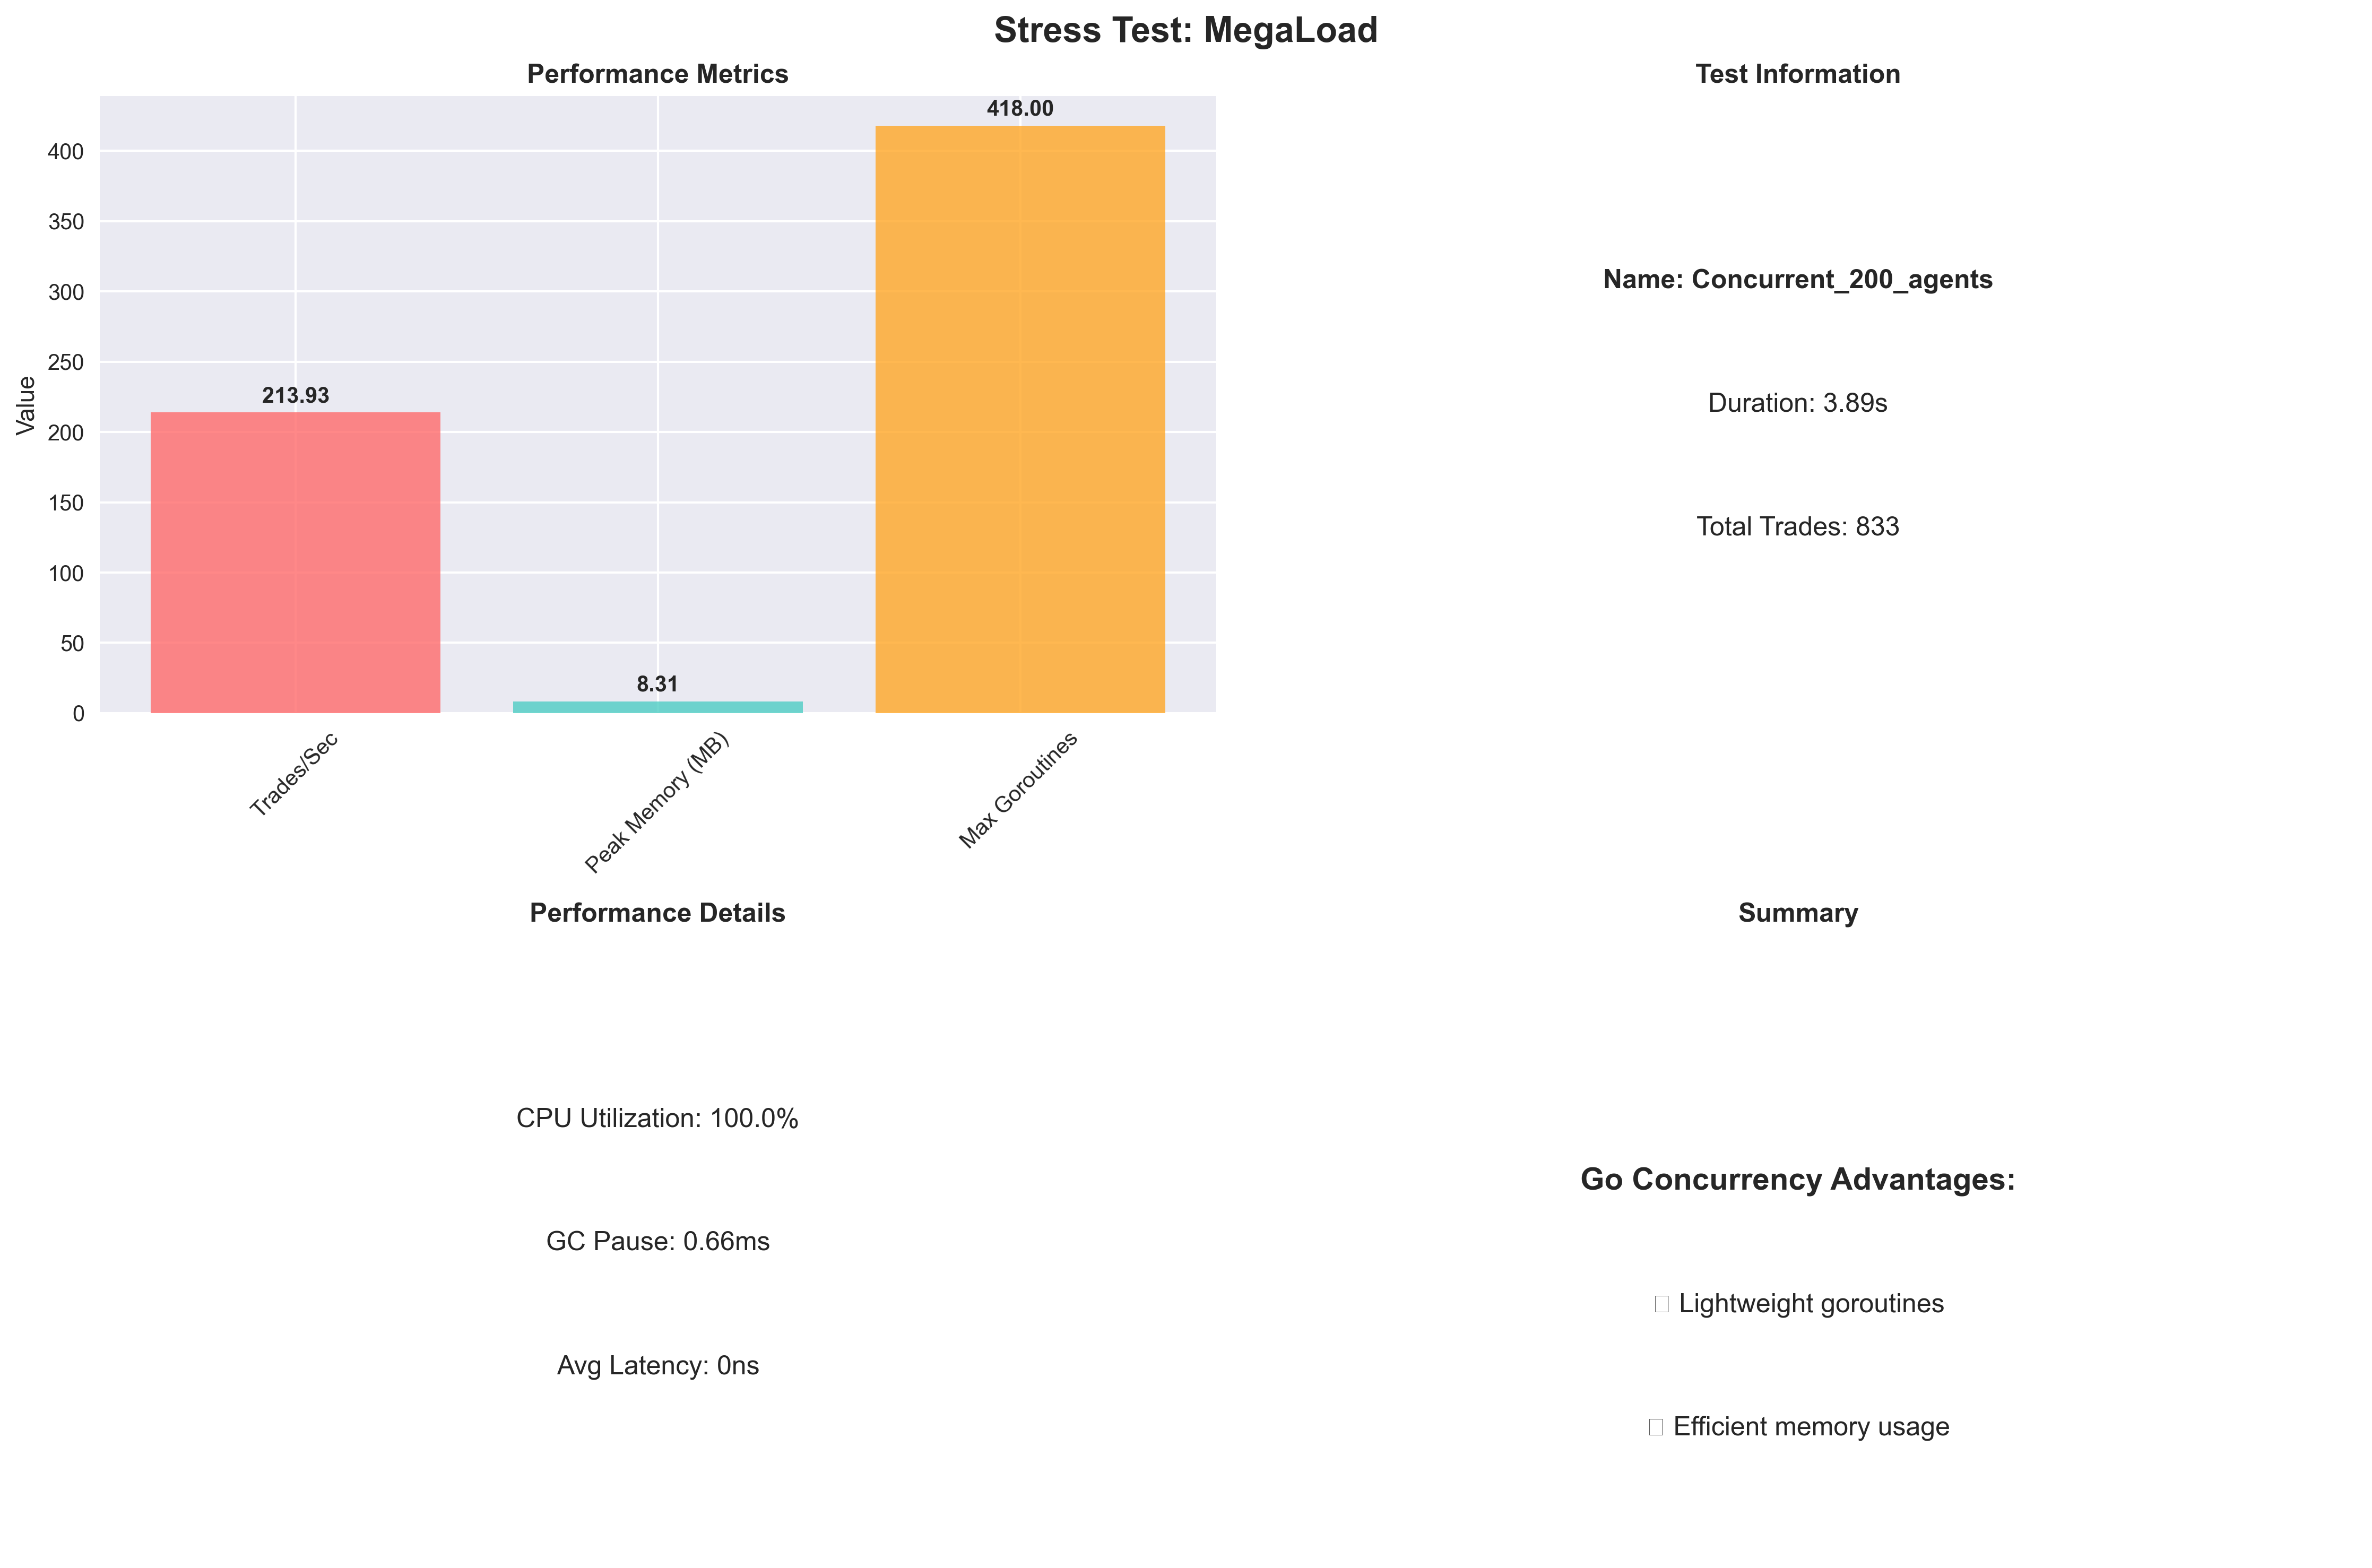 Stress Test: MegaLoad
Performance Metrics
418.00
213.93
8.31
400
350
300
250
200
150
100
50
0
Value
Trades/Sec
Peak Memory (MB)
Max Goroutines
Test Information
Name: Concurrent_200_agents
Duration: 3.89s
Total Trades: 833
Performance Details
CPU Utilization: 100.0%
GC Pause: 0.66ms
Avg Latency: 0ns
Summary
Go Concurrency Advantages:
▯ Lightweight goroutines
▯ Efficient memory usage